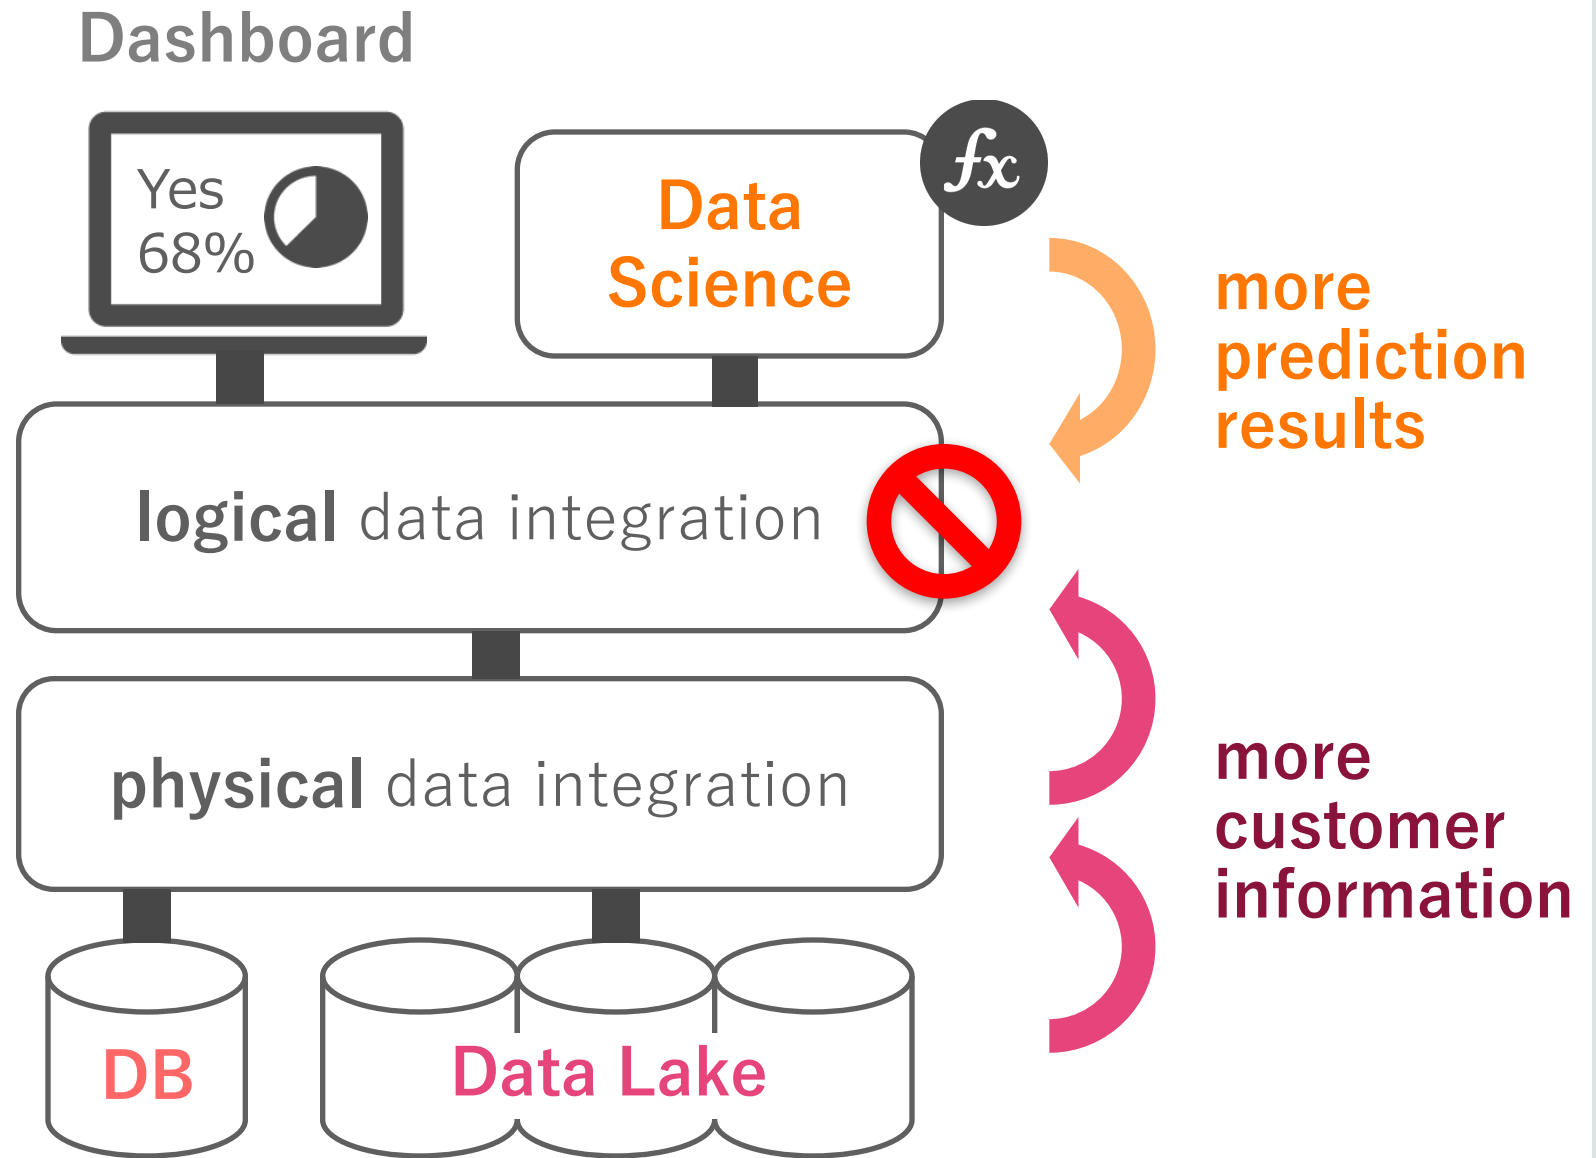 Dashboard
Yes
68%
Data
Science
fx
more
prediction
results
logical data integration
physical data integration
more
customer
information
DB
Data Lake